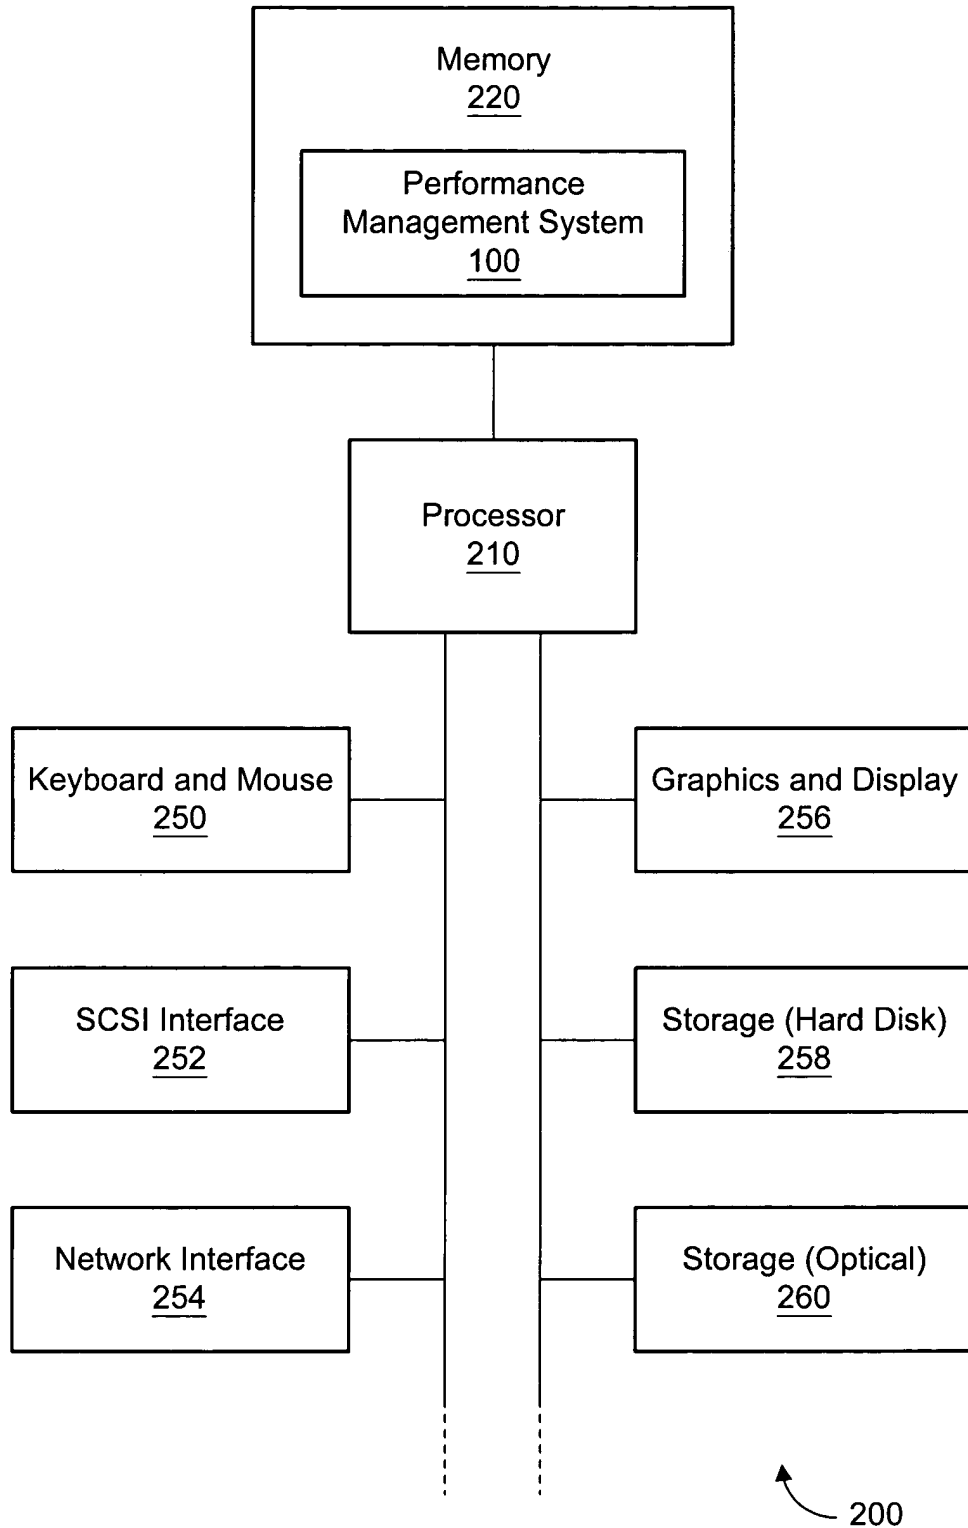 Memory
220
Performance
Management System
100
Processor
210
Keyboard and Mouse
250
Graphics and Display
256
SCSI Interface
252
Storage (Hard Disk)
258
Network Interface
254
Storage (Optical)
260
200